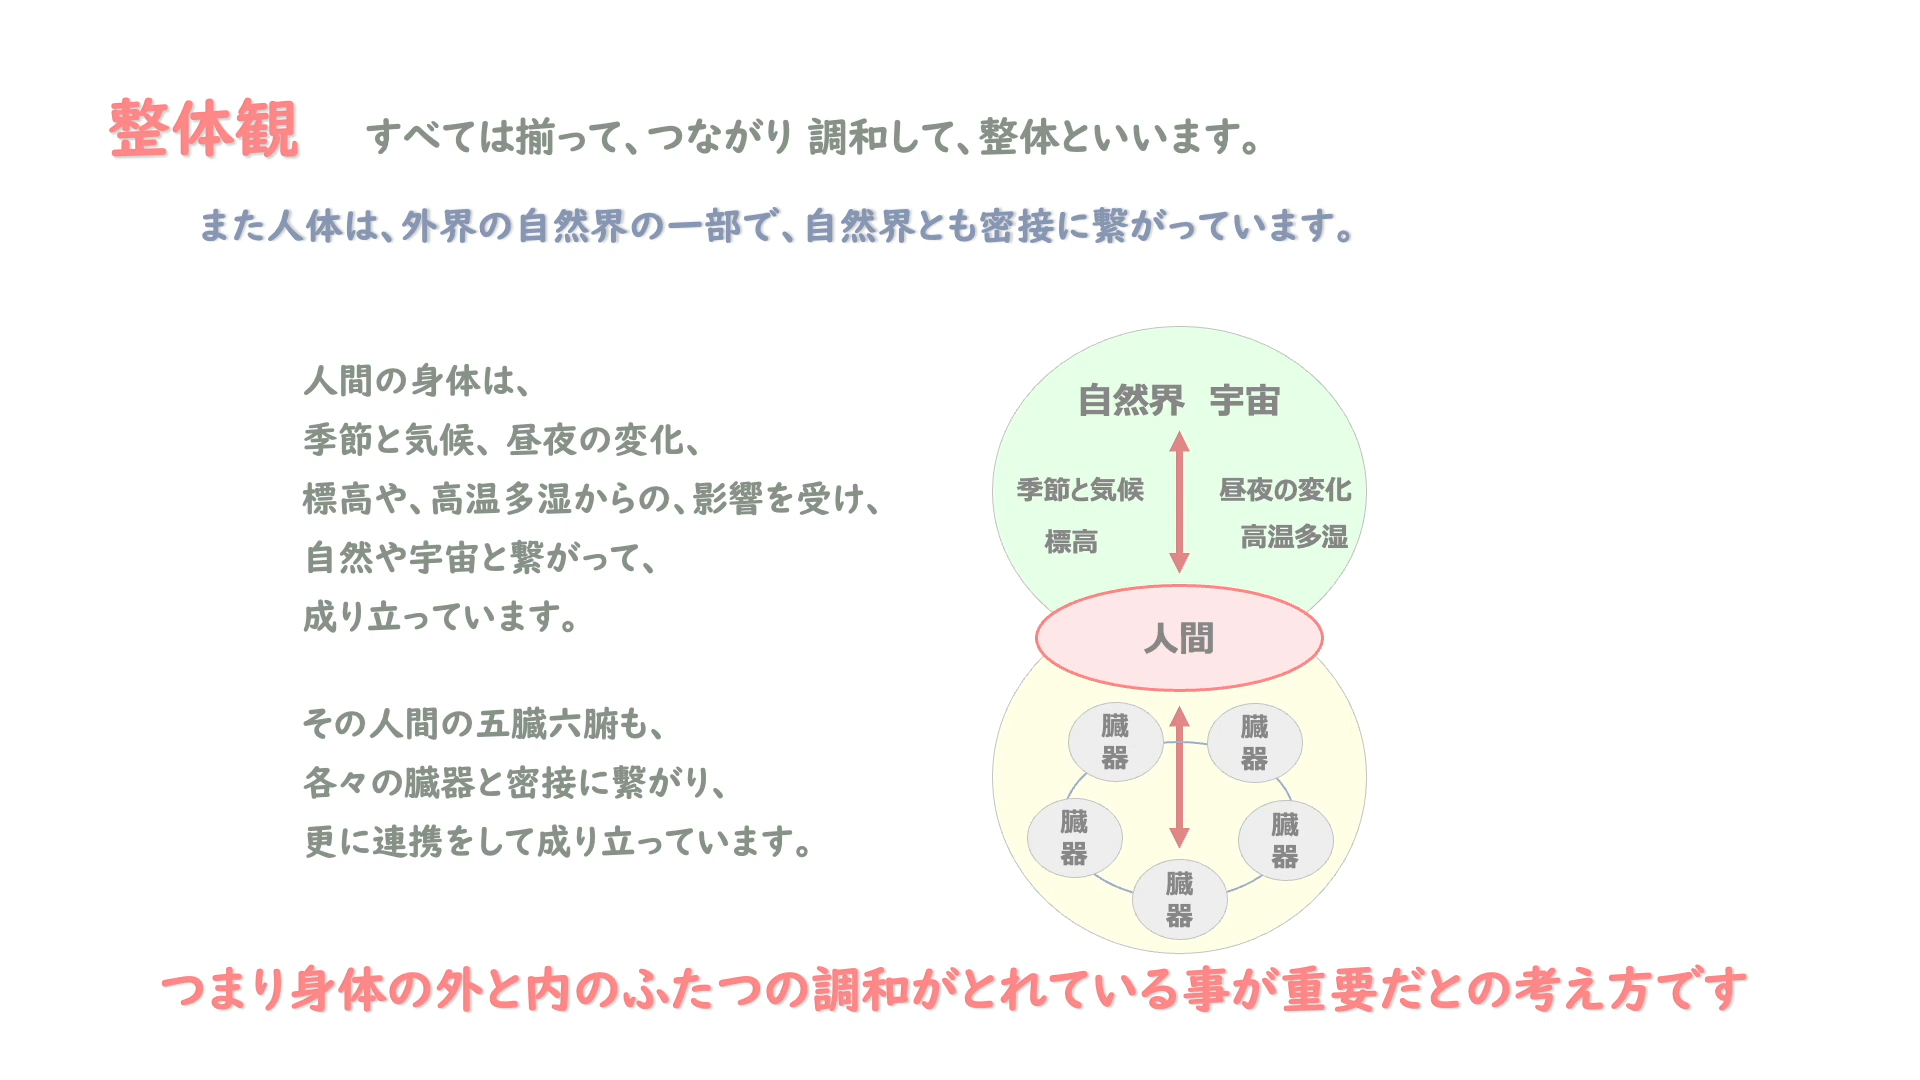 整体観
すべては揃って、つながり 調和して、整体といいます。
また人体は、外界の自然界の一部で、自然界とも密接に繋がっています。
人間の身体は、
季節と気候、昼夜の変化、
標高や、高温多湿からの、影響を受け、
自然や宇宙と繋がって、
成り立っています。
その人間の五臓六腑も、
各々の臓器と密接に繋がり、
更に連携をして成り立っています。
自然界 宇宙
季節と気候
昼夜の変化
標高
高温多湿
人間
臓
器
臓
器
臓
器
臓
器
臓
器
つまり身体の外と内のふたつの調和がとれている事が重要だとの考え方です